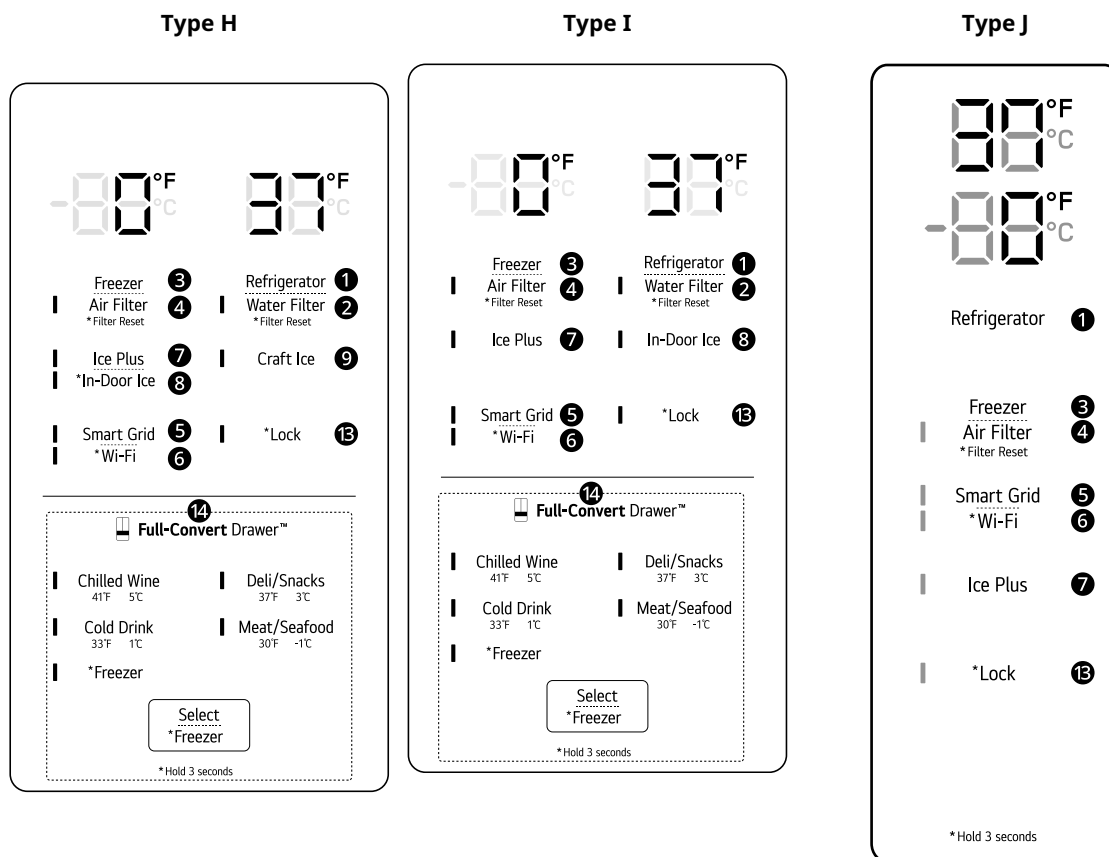 Type H
0 °F °C 37 °F °C
Freezer 3 Refrigerator 1
Air Filter 4 Water Filter 2
*Filter Reset *Filter Reset
Ice Plus 7 Craft Ice 9
*In-Door Ice 8
Smart Grid 5 *Lock 13
*Wi-Fi 6
14
Full-Convert Drawer™
Chilled Wine Deli/Snacks
41°F 5°C 37°F 3°C
Cold Drink Meat/Seafood
33°F 1°C 30°F -1°C
*Freezer
Select
*Freezer
*Hold 3 seconds
Type I
0 °F °C 37 °F °C
Freezer 3 Refrigerator 1
Air Filter 4 Water Filter 2
*Filter Reset *Filter Reset
Ice Plus 7 In-Door Ice 8
Smart Grid 5 *Lock 13
*Wi-Fi 6
14
Full-Convert Drawer™
Chilled Wine Deli/Snacks
41°F 5°C 37°F 3°C
Cold Drink Meat/Seafood
33°F 1°C 30°F -1°C
*Freezer
Select
*Freezer
*Hold 3 seconds
Type J
37 °F °C
0 °F °C
Refrigerator 1
Freezer 3
Air Filter 4
*Filter Reset
Smart Grid 5
*Wi-Fi 6
Ice Plus 7
*Lock 13
*Hold 3 seconds